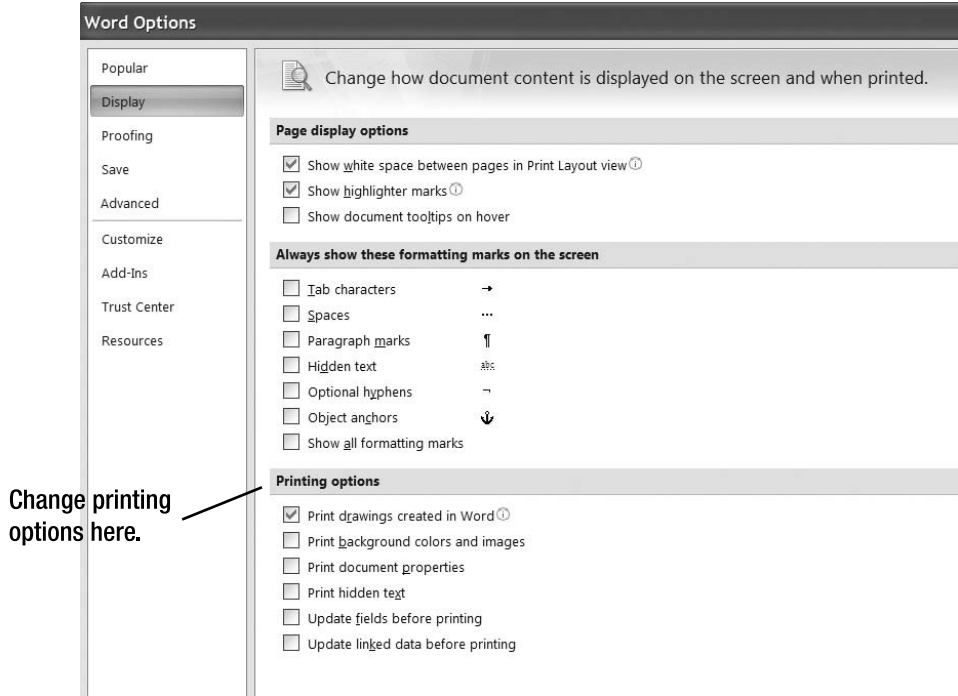 Word Options
Popular
Display
Proofing
Save
Advanced
Customize
Add-Ins
Trust Center
Resources
Change how document content is displayed on the screen and when printed.
Page display options
Show white space between pages in Print Layout view
Show highlighter marks
Show document tooltips on hover
Always show these formatting marks on the screen
Tab characters →
Spaces ...
Paragraph marks ¶
Hidden text abc
Optional hyphens ¬
Object anchors
Show all formatting marks
Printing options
Print drawings created in Word
Print background colors and images
Print document properties
Print hidden text
Update fields before printing
Update linked data before printing
Change printing
options here.